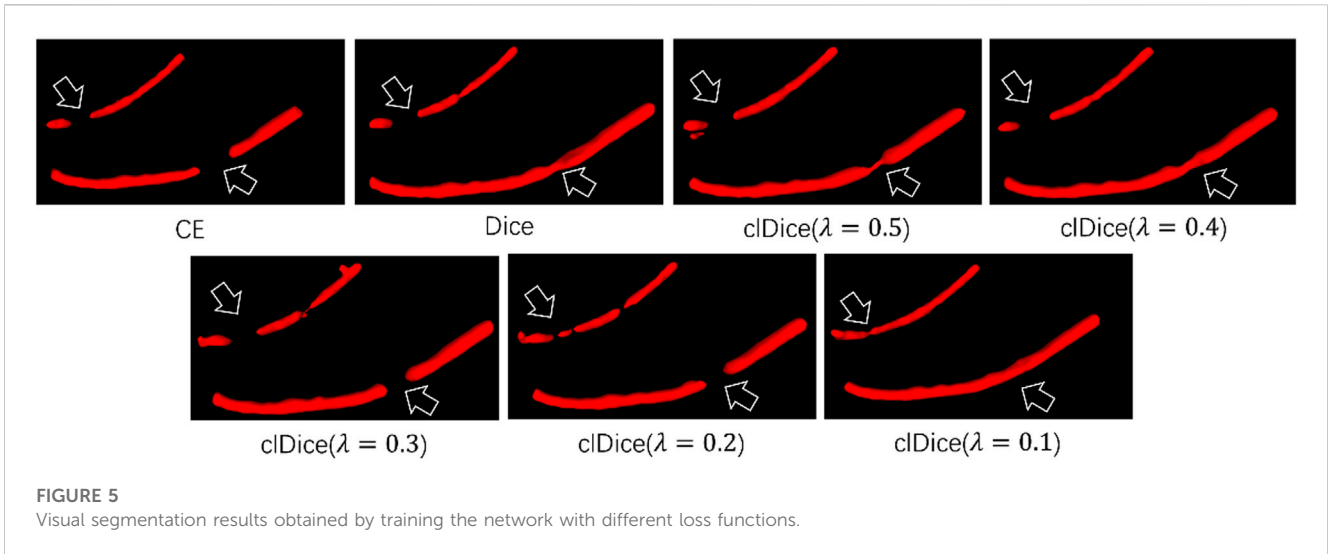 CE
Dice
clDice(λ = 0.5)
clDice(λ = 0.4)
clDice(λ = 0.3)
clDice(λ = 0.2)
clDice(λ = 0.1)
FIGURE 5
Visual segmentation results obtained by training the network with different loss functions.